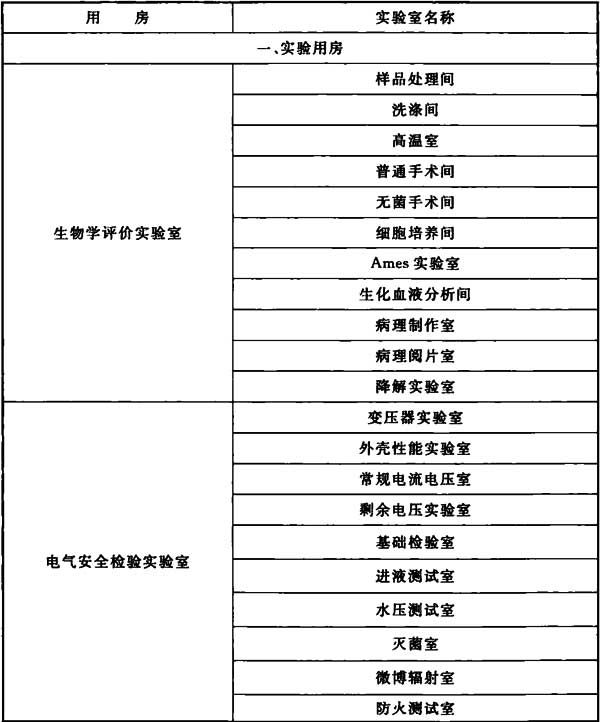 用 房 实验室名称
一、实验用房
样品处理间
洗涤间
高温室
普通手术间
无菌手术间
生物学评价实验室 细胞培养间
Ames 实验室
生化血液分析间
病理制作室
病理阅片室
降解实验室
变压器实验室
外壳性能实验室
常规电流电压室
剩余电压实验室
基础检验室
电气安全检验实验室 进液测试室
水压测试室
灭菌室
微博辐射室
防火测试室